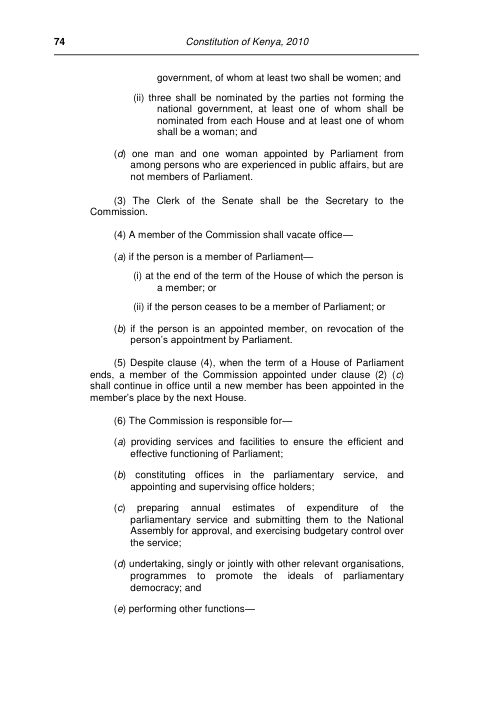 74 Constitution of Kenya, 2010
government, of whom at least two shall be women; and
(ii) three shall be nominated by the parties not forming the
national government, at least one of whom shall be
nominated from each House and at least one of whom
shall be a woman; and
(d) one man and one woman appointed by Parliament from
among persons who are experienced in public affairs, but are
not members of Parliament.
(3) The Clerk of the Senate shall be the Secretary to the
Commission.
(4) A member of the Commission shall vacate office—
(a) if the person is a member of Parliament—
(i) at the end of the term of the House of which the person is
a member; or
(ii) if the person ceases to be a member of Parliament; or
(b) if the person is an appointed member, on revocation of the
person's appointment by Parliament.
(5) Despite clause (4), when the term of a House of Parliament
ends, a member of the Commission appointed under clause (2) (c)
shall continue in office until a new member has been appointed in the
member's place by the next House.
(6) The Commission is responsible for—
(a) providing services and facilities to ensure the efficient and
effective functioning of Parliament;
(b) constituting offices in the parliamentary service, and
appointing and supervising office holders;
(c) preparing annual estimates of expenditure of the
parliamentary service and submitting them to the National
Assembly for approval, and exercising budgetary control over
the service;
(d) undertaking, singly or jointly with other relevant organisations,
programmes to promote the ideals of parliamentary
democracy; and
(e) performing other functions—